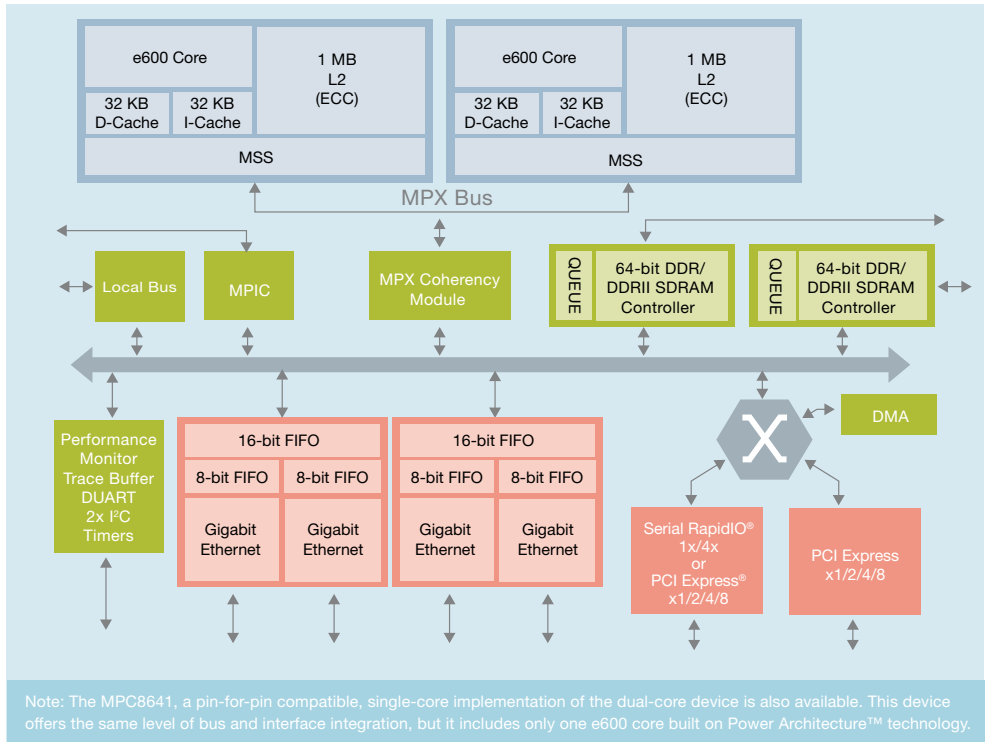 e600 Core
1 MB
L2
(ECC)
32 KB
D-Cache
32 KB
I-Cache
MSS
e600 Core
1 MB
L2
(ECC)
32 KB
D-Cache
32 KB
I-Cache
MSS
MPX Bus
Local Bus
MPIC
MPX Coherency
Module
QUEUE
64-bit DDR/
DDRII SDRAM
Controller
QUEUE
64-bit DDR/
DDRII SDRAM
Controller
Performance
Monitor
Trace Buffer
DUART
2x I²C
Timers
16-bit FIFO
8-bit FIFO
8-bit FIFO
Gigabit
Ethernet
Gigabit
Ethernet
16-bit FIFO
8-bit FIFO
8-bit FIFO
Gigabit
Ethernet
Gigabit
Ethernet
X
DMA
Serial RapidIO®
1x/4x
or
PCI Express®
x1/2/4/8
PCI Express
x1/2/4/8
Note: The MPC8641, a pin-for-pin compatible, single-core implementation of the dual-core device is also available. This device
offers the same level of bus and interface integration, but it includes only one e600 core built on Power Architecture™ technology.